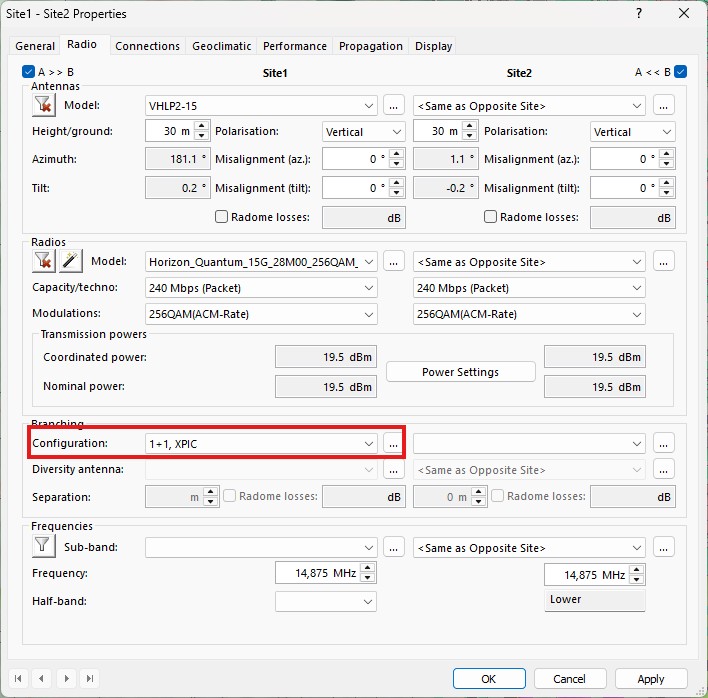 Site1 - Site2 Properties ?
General Radio Connections Geoclimatic Performance Propagation Display
A >> B Site1 Site2 A << B
Antennas
Model: VHLP2-15 ... <Same as Opposite Site> ...
Height/ground: 30 m Polarisation: Vertical 30 m Polarisation: Vertical
Azimuth: 181.1 ° Misalignment (az.): 0 ° 1.1 ° Misalignment (az.): 0 °
Tilt: 0.2 ° Misalignment (tilt): 0 ° -0.2 ° Misalignment (tilt): 0 °
Radome losses: dB Radome losses: dB
Radios
Model: Horizon_Quantum_15G_28M00_256QAM_ ... <Same as Opposite Site> ...
Capacity/techno: 240 Mbps (Packet) 240 Mbps (Packet)
Modulations: 256QAM(ACM-Rate) 256QAM(ACM-Rate)
Transmission powers
Coordinated power: 19.5 dBm Power Settings 19.5 dBm
Nominal power: 19.5 dBm 19.5 dBm
Branching
Configuration: 1+1, XPIC ... ...
Diversity antenna: ... <Same as Opposite Site> ...
Separation: m Radome losses: dB 0 m Radome losses: dB
Frequencies
Sub-band: ... <Same as Opposite Site> ...
Frequency: 14,875 MHz 14,875 MHz
Half-band: Lower
OK Cancel Apply